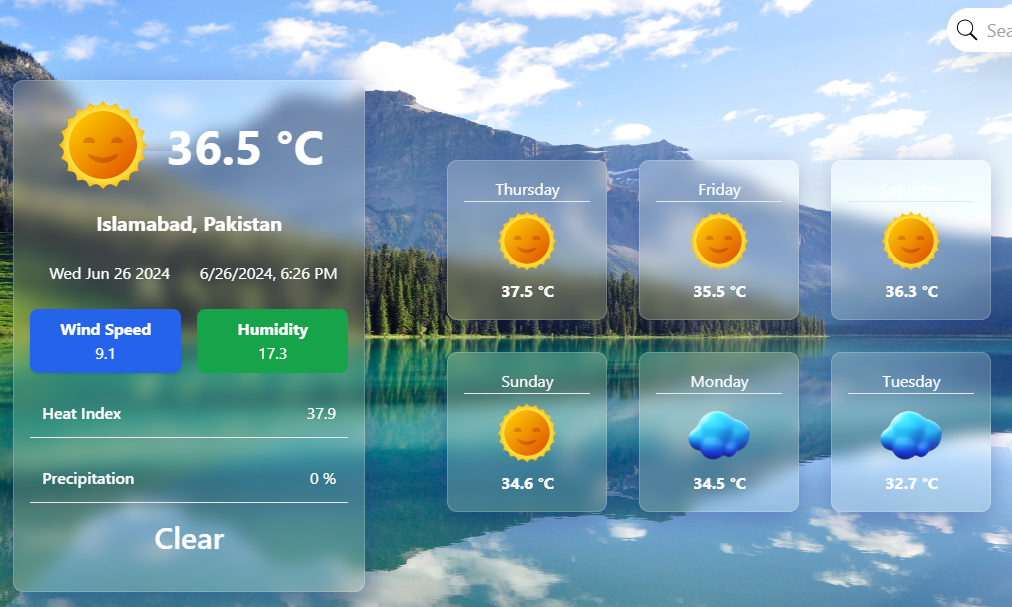 Sea
36.5 °C
Islamabad, Pakistan
Wed Jun 26 2024 6/26/2024, 6:26 PM
Wind Speed
9.1
Humidity
17.3
Heat Index 37.9
Precipitation 0 %
Clear
Thursday
37.5 °C
Friday
35.5 °C
Saturday
36.3 °C
Sunday
34.6 °C
Monday
34.5 °C
Tuesday
32.7 °C